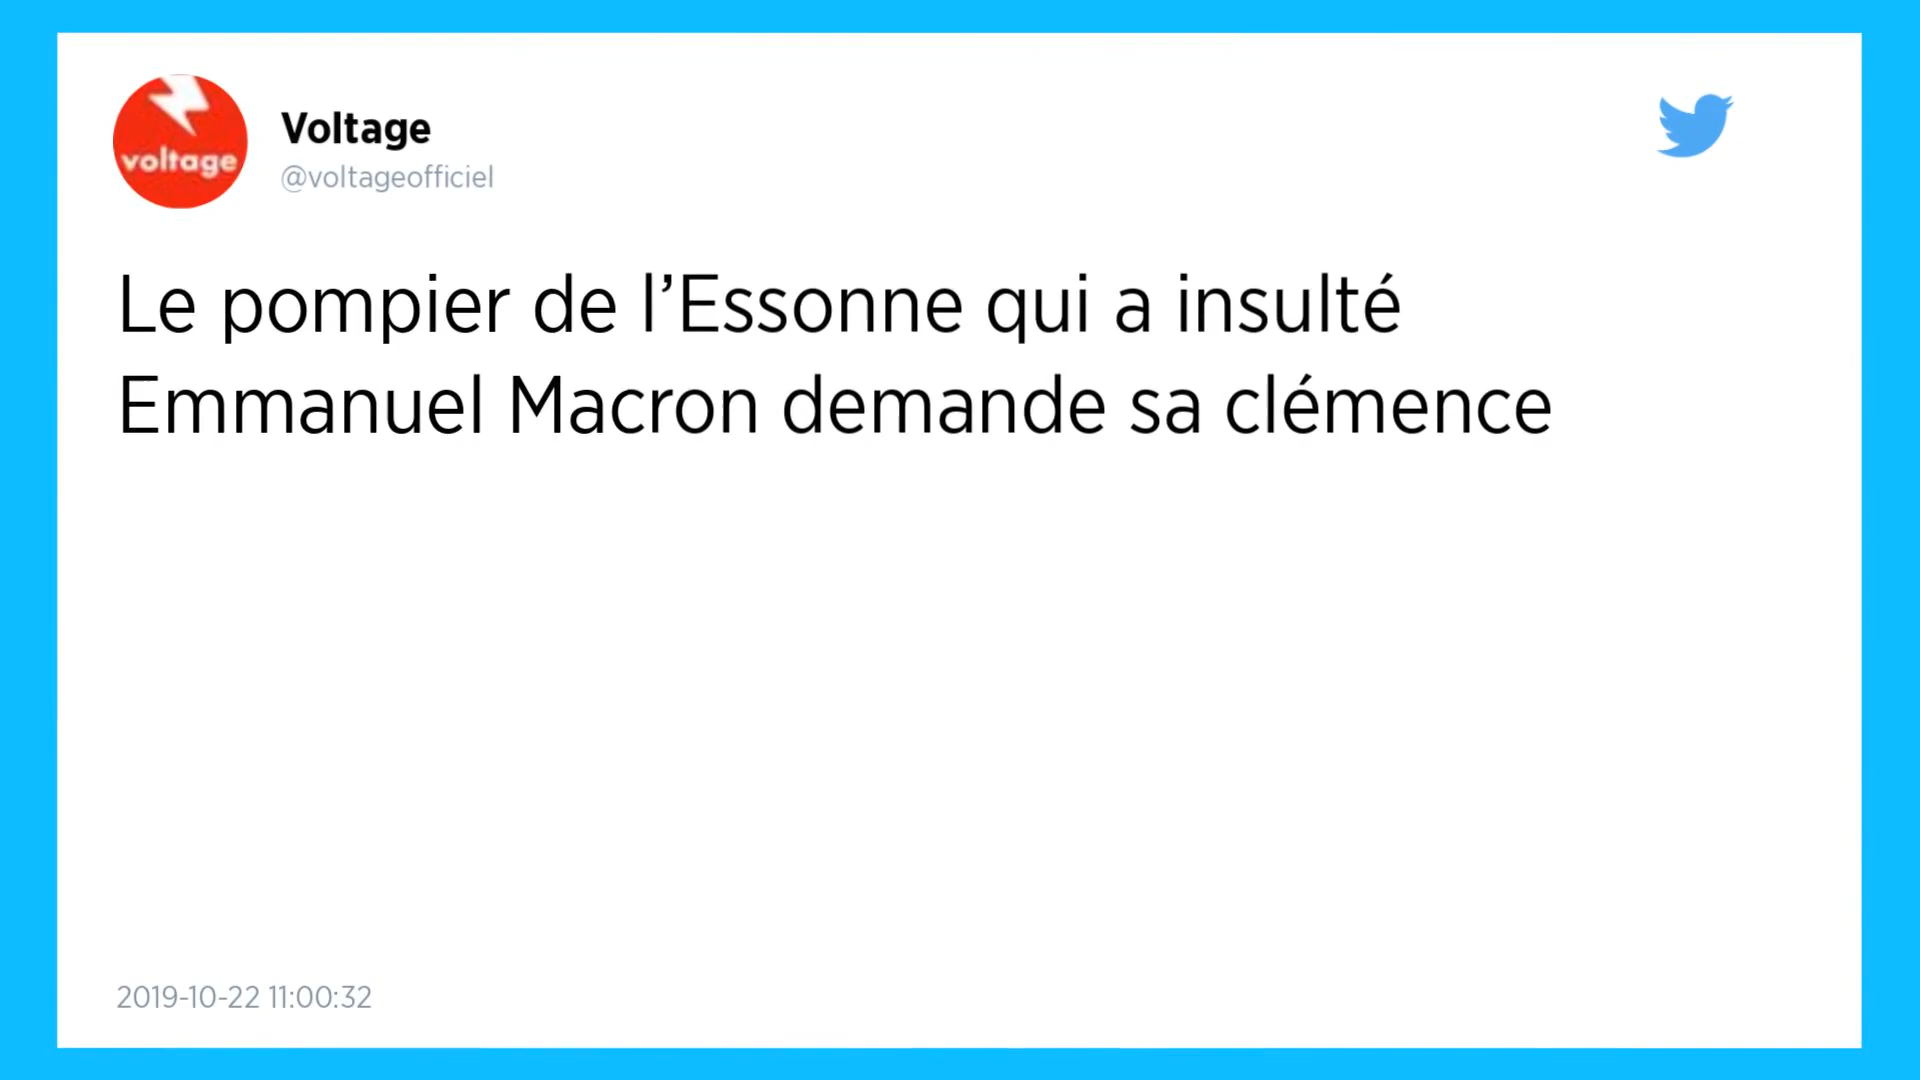 voltage
Voltage
@voltageofficiel
Le pompier de l’Essonne qui a insulté
Emmanuel Macron demande sa clémence
2019-10-22 11:00:32